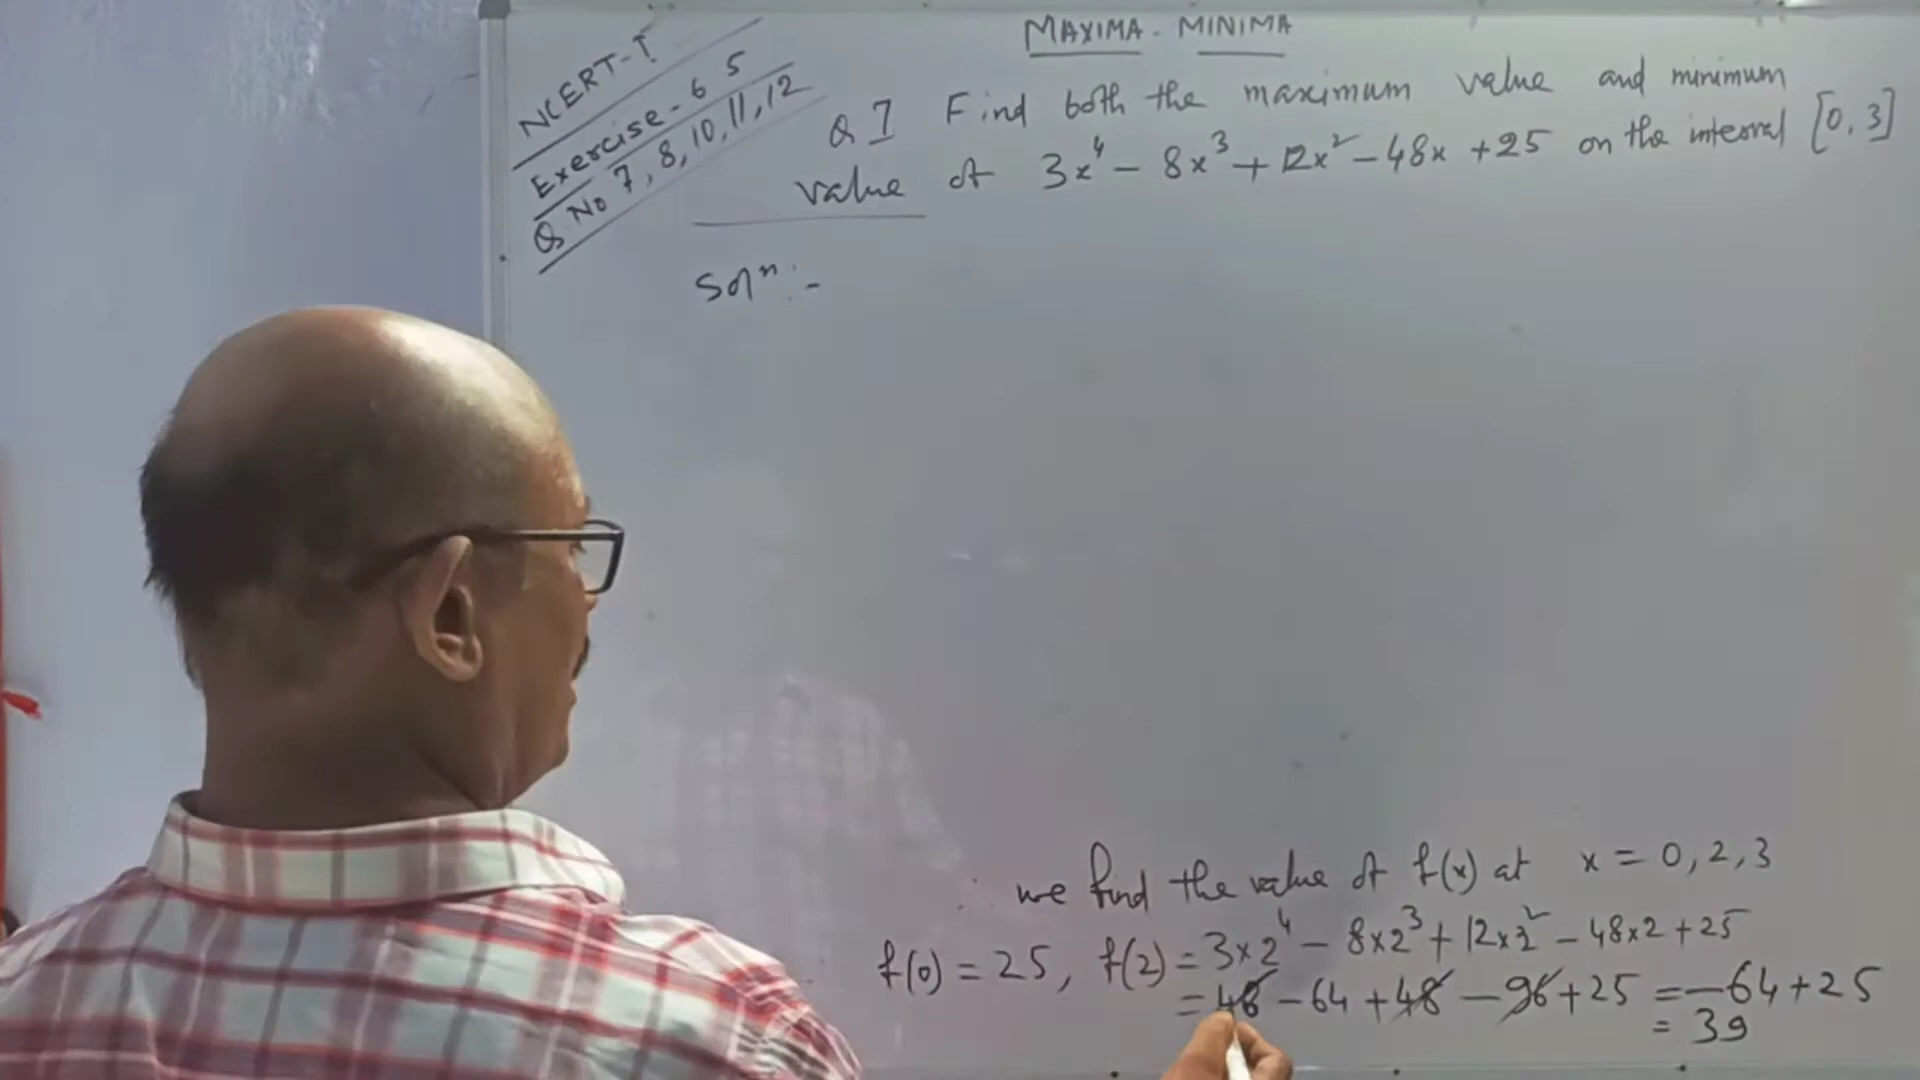 MAXIMA - MINIMA
NCERT-I
Exercise - 6 5
Q. No 7, 8, 10, 11, 12
Q 7 Find both the maximum value and minimum
value of 3x⁴ - 8x³ + 12x² - 48x + 25 on the interval [0, 3]
Solⁿ :-
we find the value of f(x) at x = 0, 2, 3
f(0) = 25, f(2) = 3×2⁴ - 8×2³ + 12×2² - 48×2 + 25
= 48 - 64 + 48 - 96 + 25 = -64 + 25
= 39